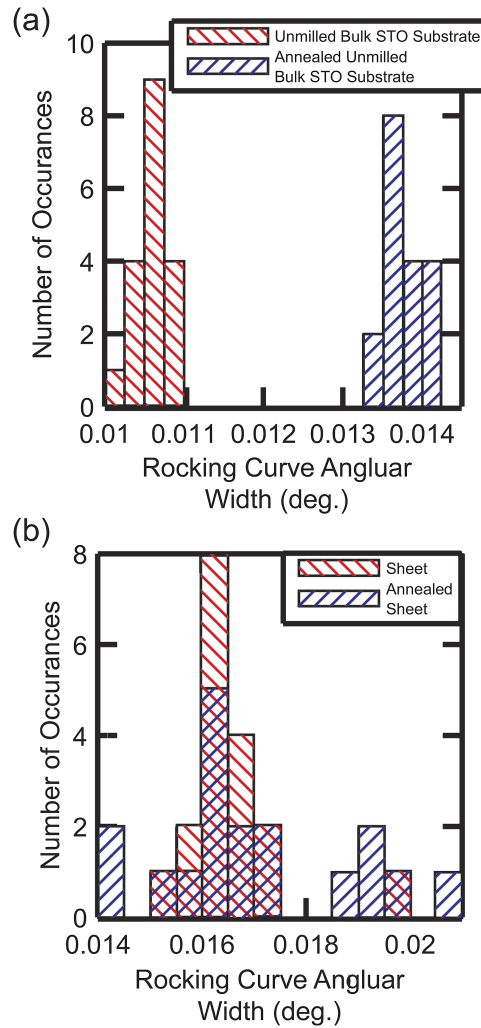 (a)
Unmilled Bulk STO Substrate
Annealed Unmilled
Bulk STO Substrate
10
8
6
4
2
0
Number of Occurances
0.01 0.011 0.012 0.013 0.014
Rocking Curve Angluar
Width (deg.)
(b)
Sheet
Annealed
Sheet
8
6
4
2
0
Number of Occurances
0.014 0.016 0.018 0.02
Rocking Curve Angluar
Width (deg.)